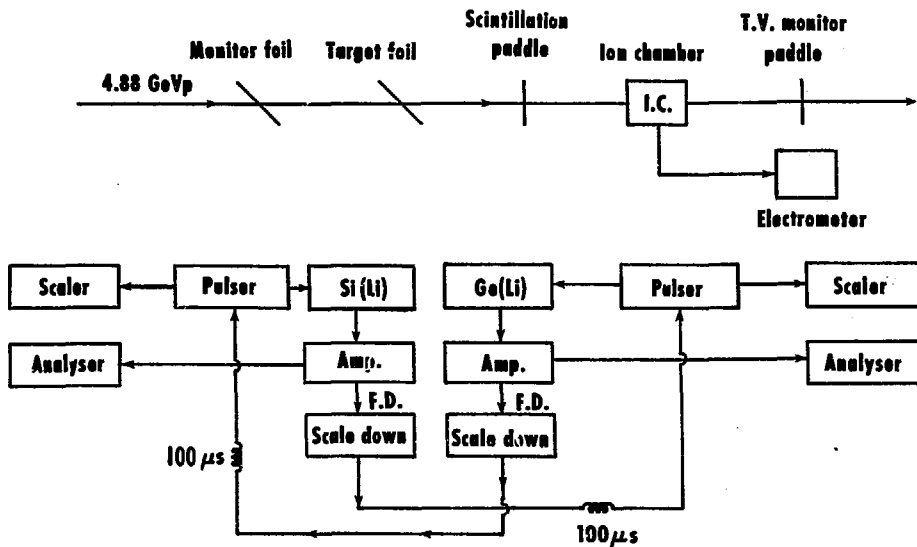 Scintillation
paddle
T.V. monitor
paddle
Monitor foil
Target foil
Ion chamber
4.88 GeVp
I.C.
Electrometer
Scaler
Pulser
Si (Li)
Ge(Li)
Pulser
Scaler
Analyser
Amp.
Amp.
Analyser
F.D.
F.D.
Scale down
Scale down
100 μs
100 μs